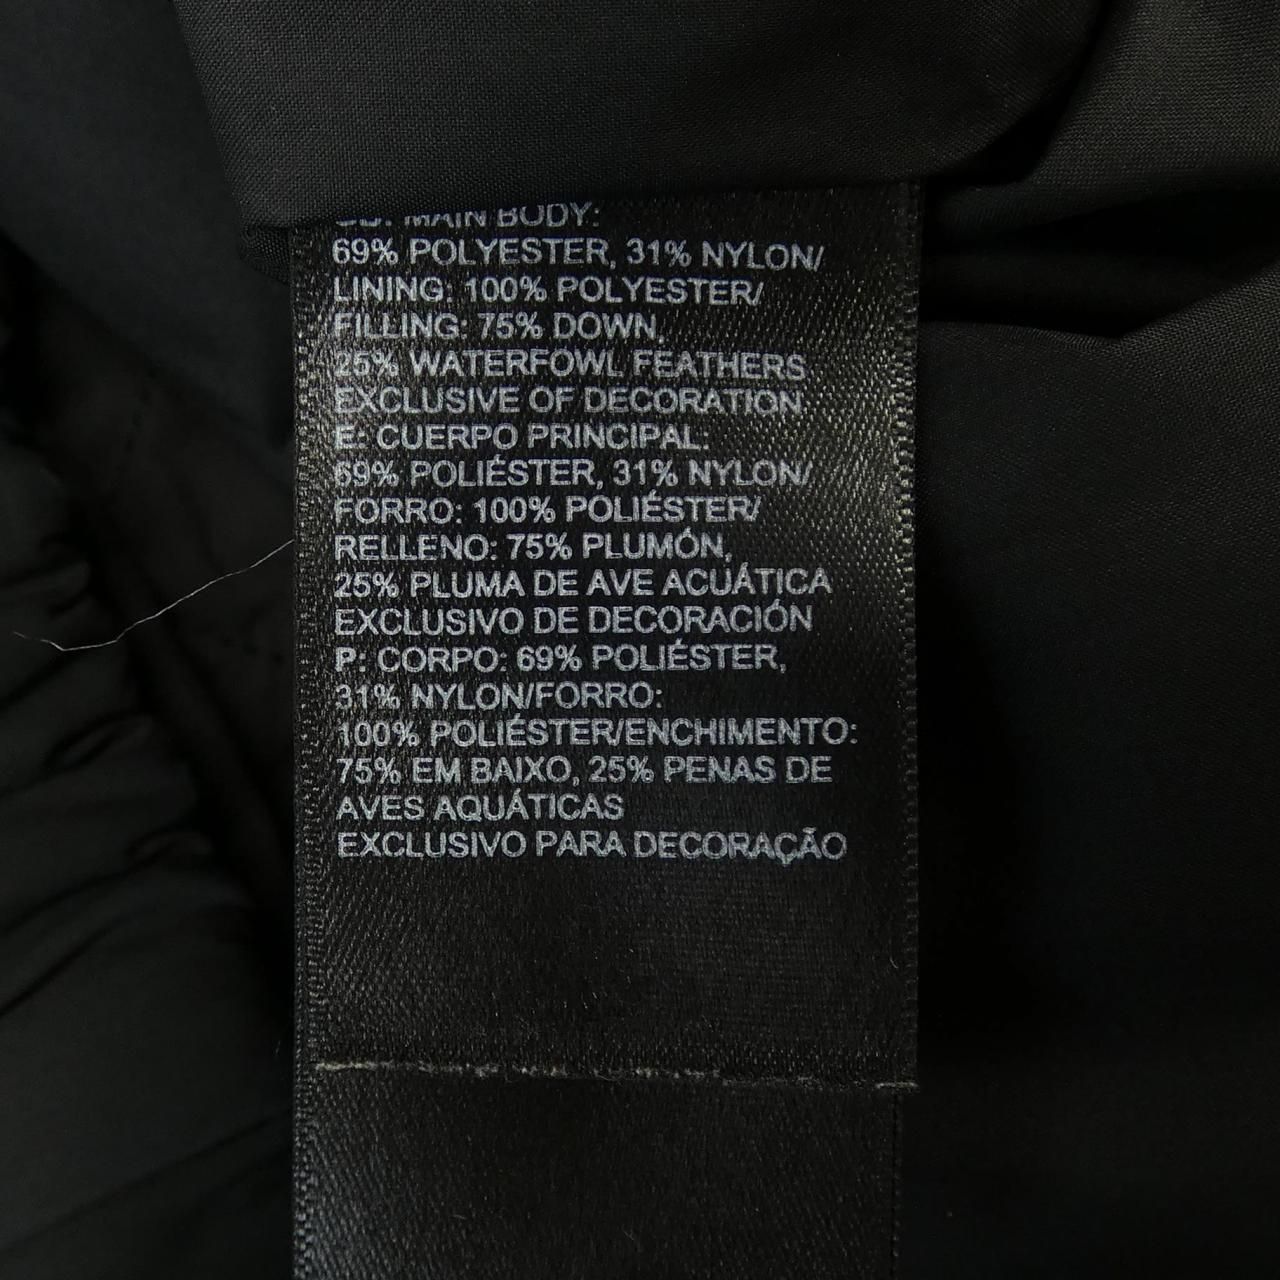 MAIN BODY:
69% POLYESTER, 31% NYLON/
LINING: 100% POLYESTER/
FILLING: 75% DOWN,
25% WATERFOWL FEATHERS
EXCLUSIVE OF DECORATION
E: CUERPO PRINCIPAL:
69% POLIÉSTER, 31% NYLON/
FORRO: 100% POLIÉSTER/
RELLENO: 75% PLUMÓN,
25% PLUMA DE AVE ACUÁTICA
EXCLUSIVO DE DECORACIÓN
P: CORPO: 69% POLIÉSTER,
31% NYLON/FORRO:
100% POLIÉSTER/ENCHIMENTO:
75% EM BAIXO, 25% PENAS DE
AVES AQUÁTICAS
EXCLUSIVO PARA DECORAÇÃO